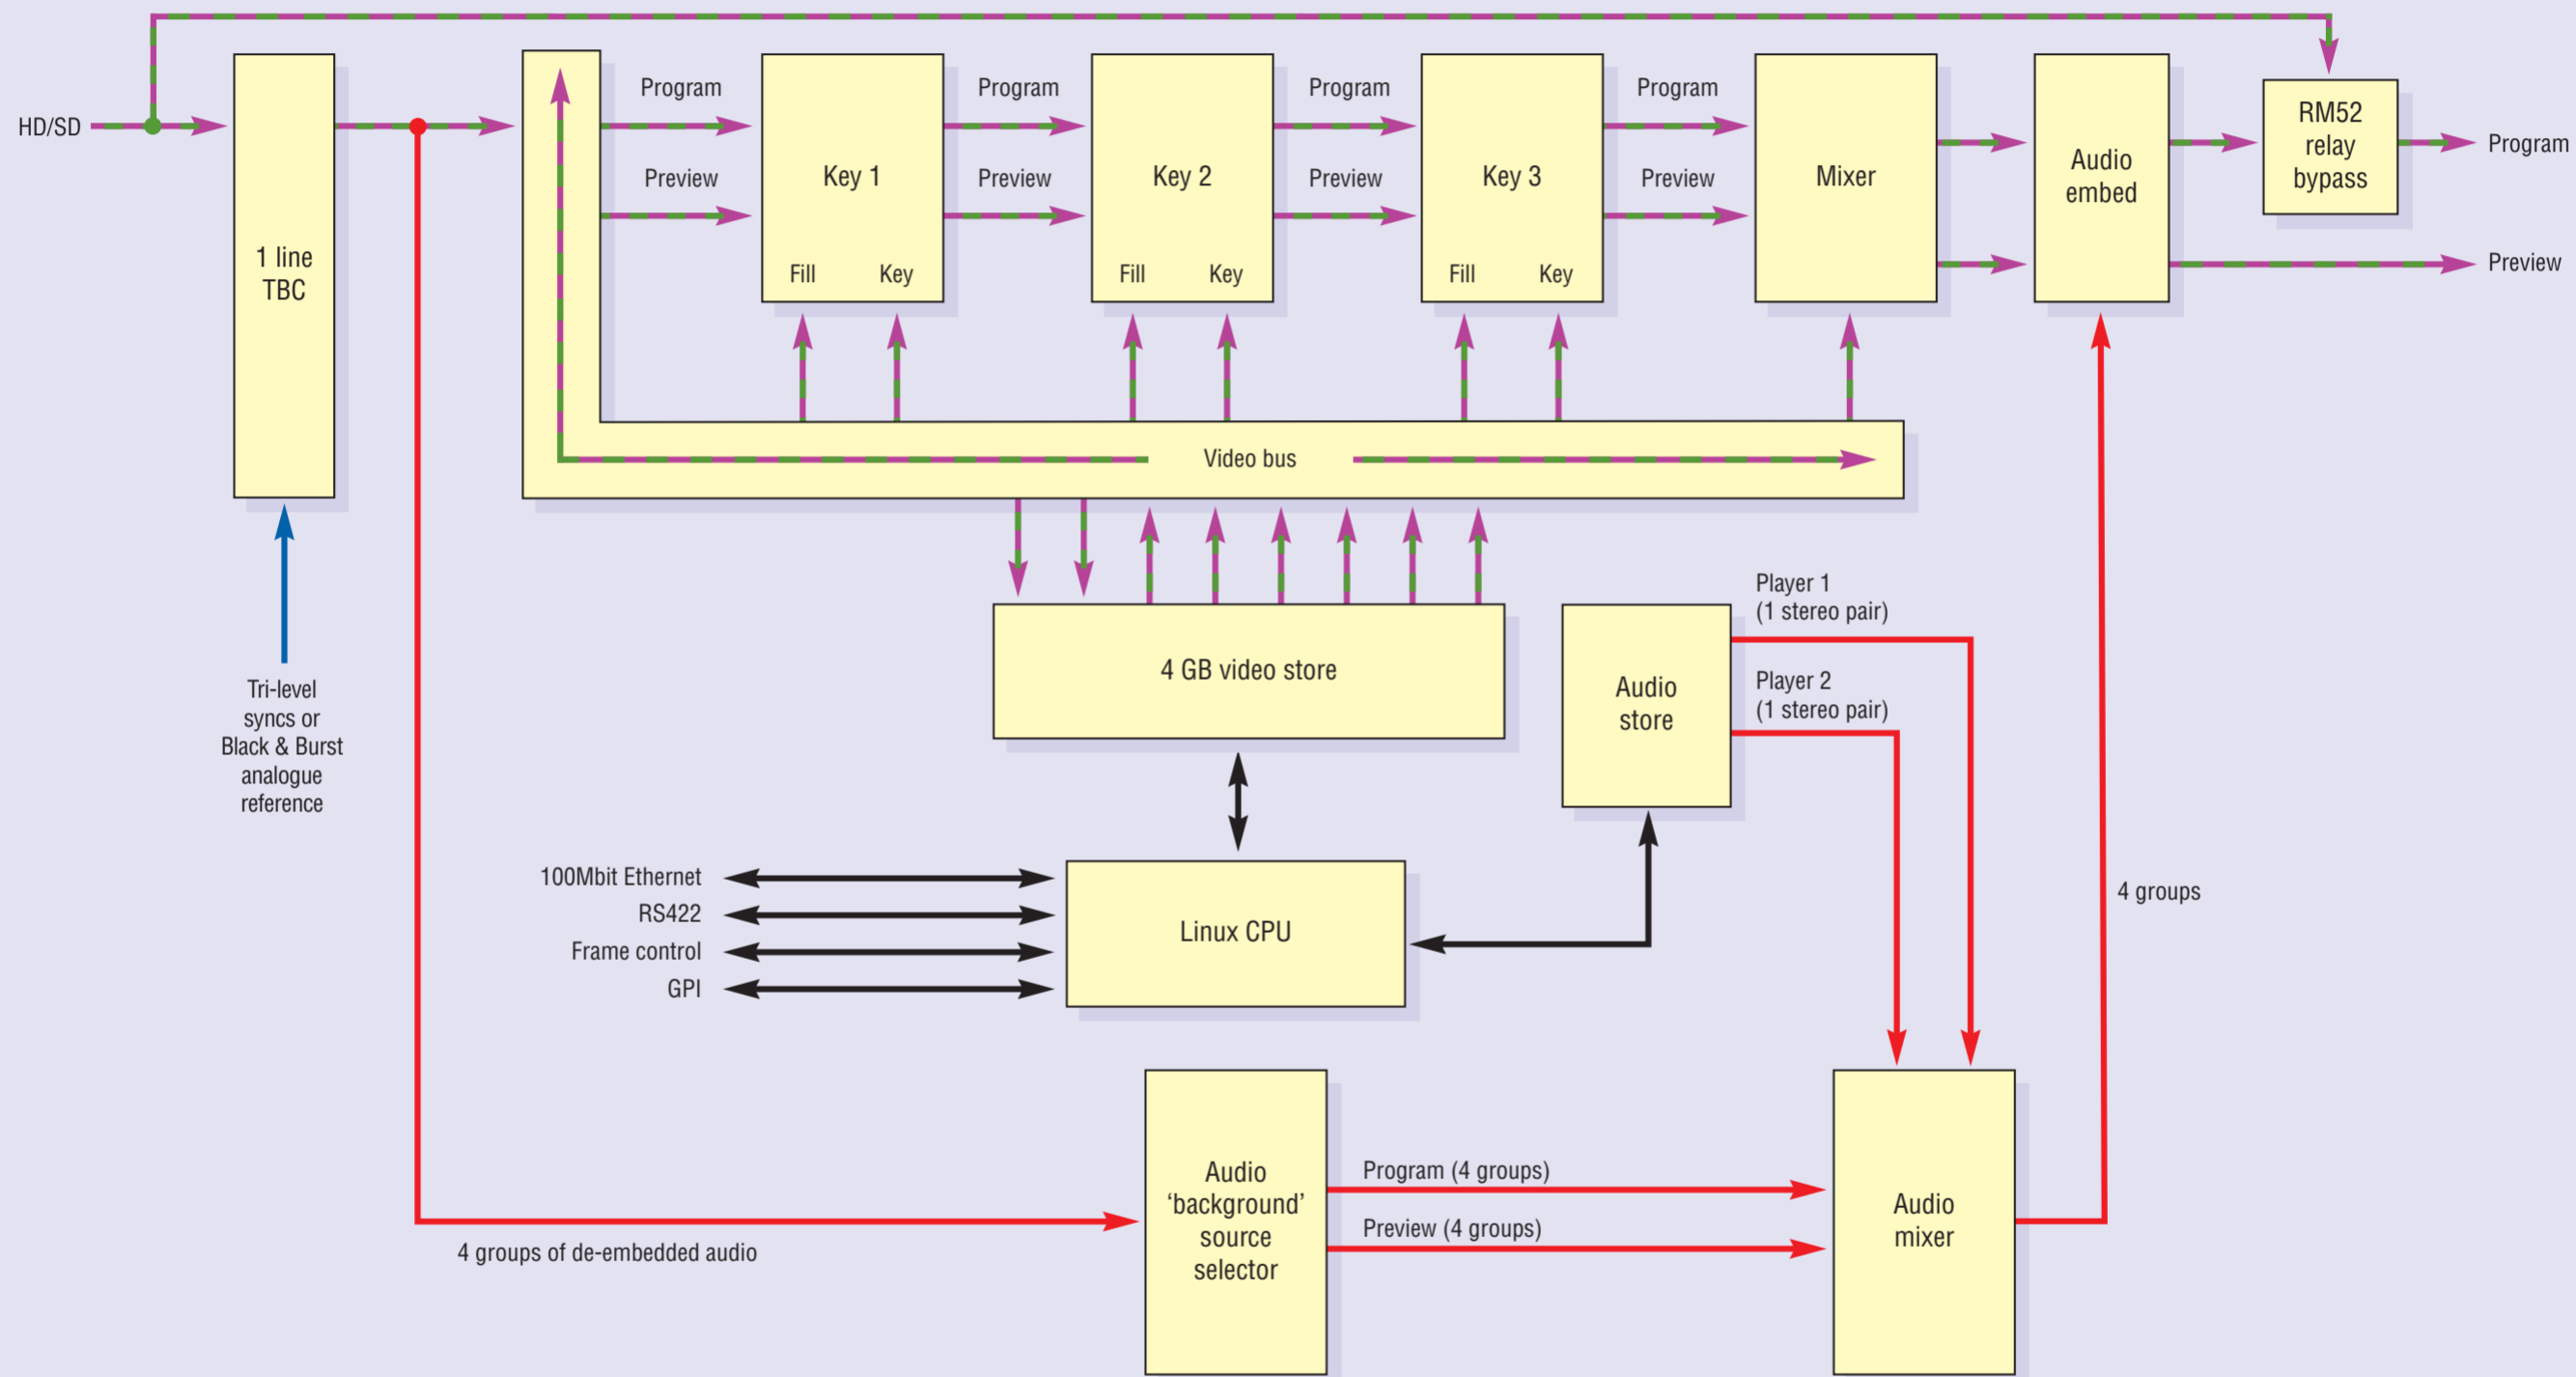 HD/SD
1 line
TBC
Tri-level
syncs or
Black & Burst
analogue
reference
Program
Preview
Key 1
Fill Key
Program
Preview
Key 2
Fill Key
Program
Preview
Key 3
Fill Key
Program
Preview
Mixer
Audio
embed
RM52
relay
bypass
Program
Preview
Video bus
4 GB video store
Audio
store
Player 1
(1 stereo pair)
Player 2
(1 stereo pair)
100Mbit Ethernet
RS422
Frame control
GPI
Linux CPU
4 groups
4 groups of de-embedded audio
Audio
‘background’
source
selector
Program (4 groups)
Preview (4 groups)
Audio
mixer